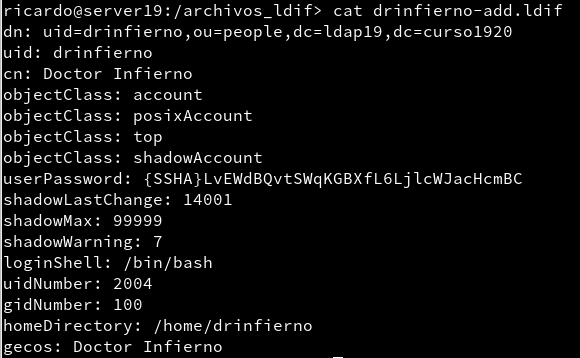 ricardo@server19:/archivos_ldif> cat drinfierno-add.ldif
dn: uid=drinfierno,ou=people,dc=ldap19,dc=curso1920
uid: drinfierno
cn: Doctor Infierno
objectClass: account
objectClass: posixAccount
objectClass: top
objectClass: shadowAccount
userPassword: {SSHA}LvEWdBQvtSWqKGBXfL6LjlcWJacHcmBC
shadowLastChange: 14001
shadowMax: 99999
shadowWarning: 7
loginShell: /bin/bash
uidNumber: 2004
gidNumber: 100
homeDirectory: /home/drinfierno
gecos: Doctor Infierno